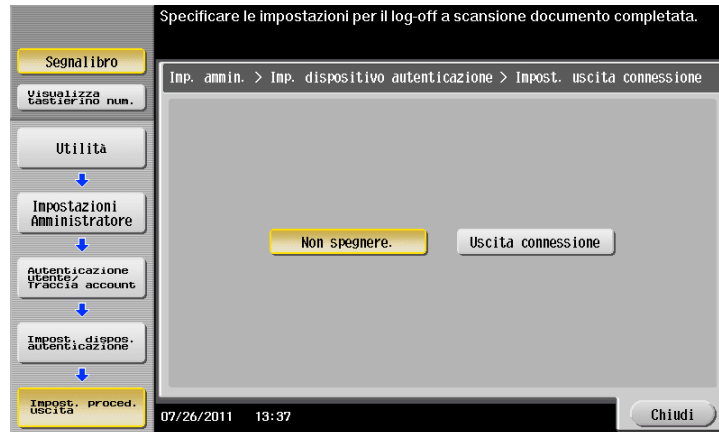 Specificare le impostazioni per il log-off a scansione documento completata.
Segnalibro
Visualizza
tastierino num.
Imp. ammin. > Imp. dispositivo autenticazione > Impost. uscita connessione
Utilità
Impostazioni
Amministratore
Non spegnere.
Uscita connessione
Autenticazione
utente/
Traccia account
Impost. dispos.
autenticazione
Impost. proced.
uscita
07/26/2011 13:37
Chiudi